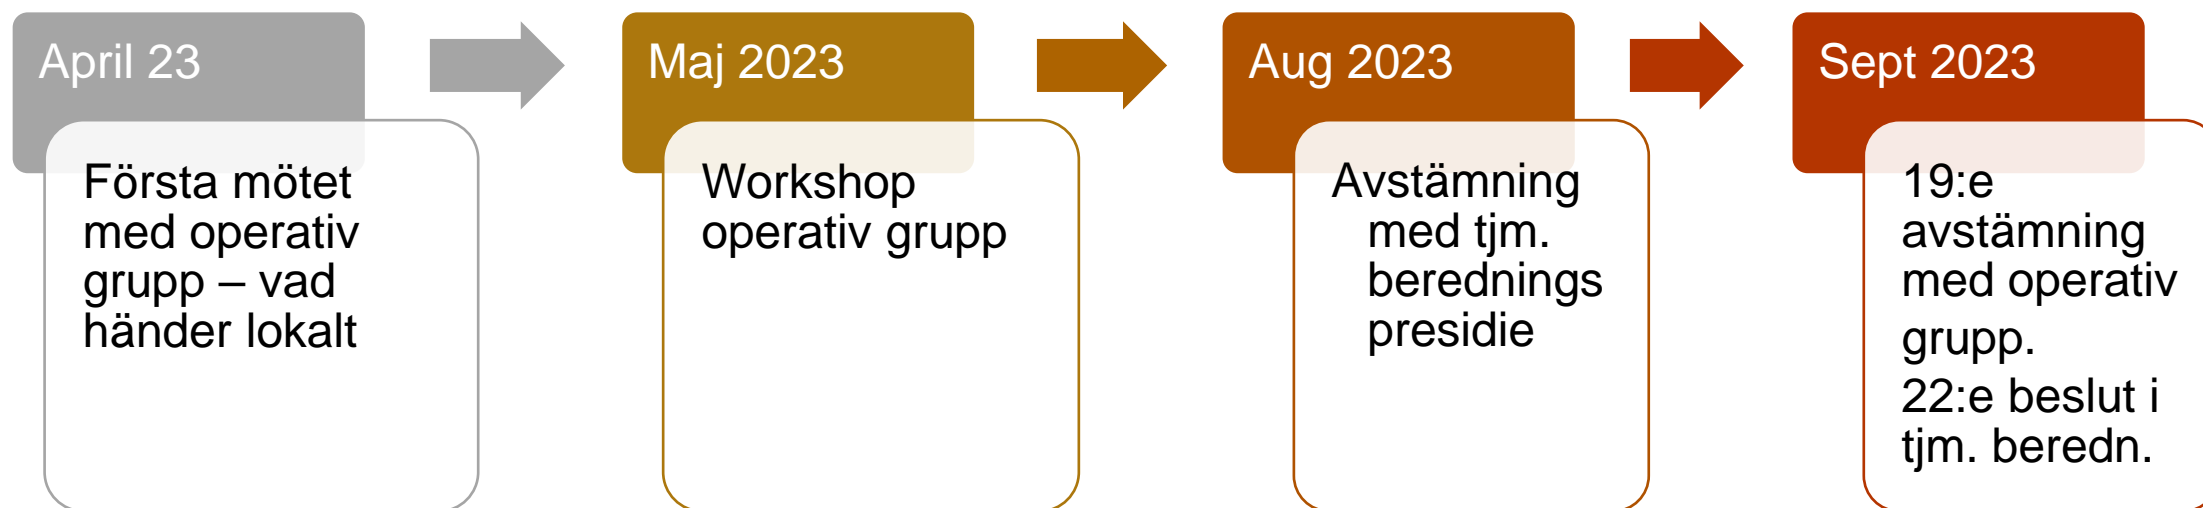 April 23
Första mötet
med operativ
grupp – vad
händer lokalt
Maj 2023
Workshop
operativ grupp
Aug 2023
Avstämning
med tjm.
berednings
presidie
Sept 2023
19:e
avstämning
med operativ
grupp.
22:e beslut i
tjm. beredn.